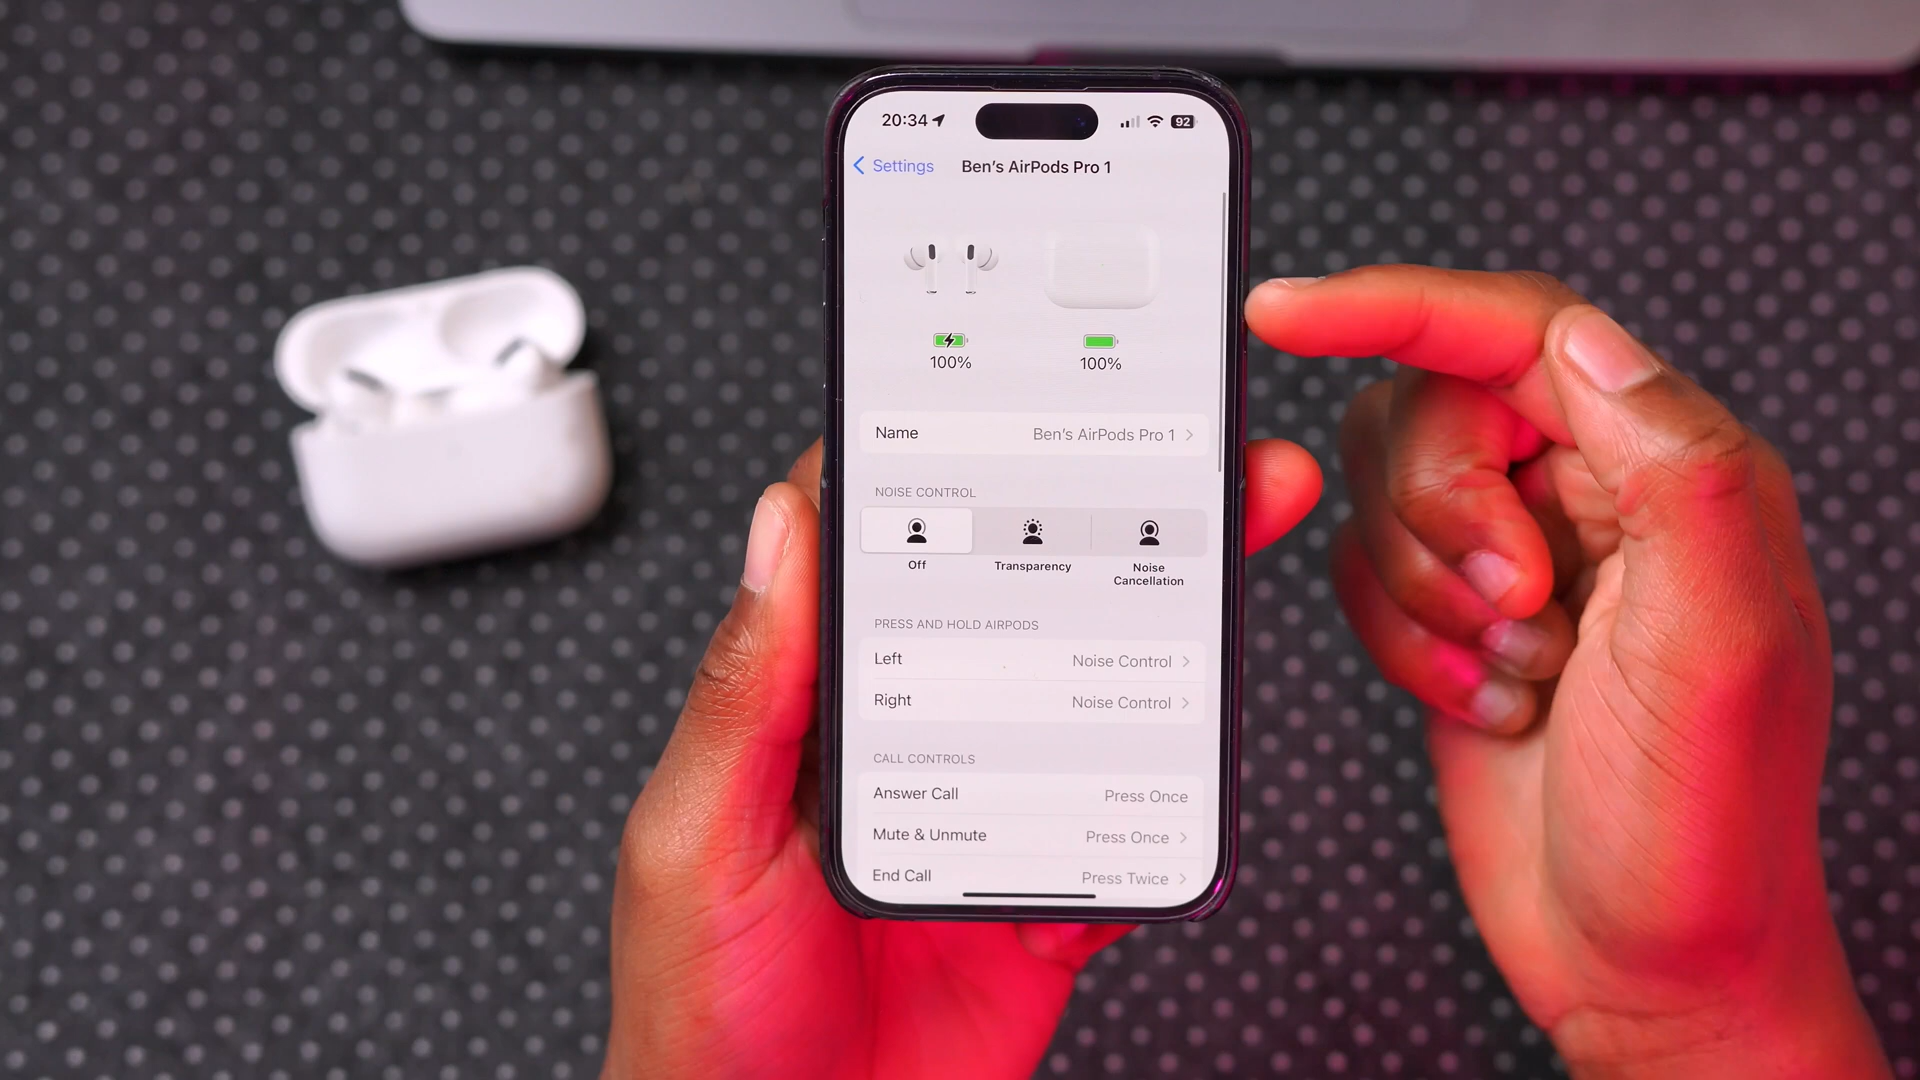 20:34
92
Settings
Ben's AirPods Pro 1
100%
100%
Name
Ben's AirPods Pro 1
NOISE CONTROL
Off
Transparency
Noise
Cancellation
PRESS AND HOLD AIRPODS
Left
Noise Control
Right
Noise Control
CALL CONTROLS
Answer Call
Press Once
Mute & Unmute
Press Once
End Call
Press Twice